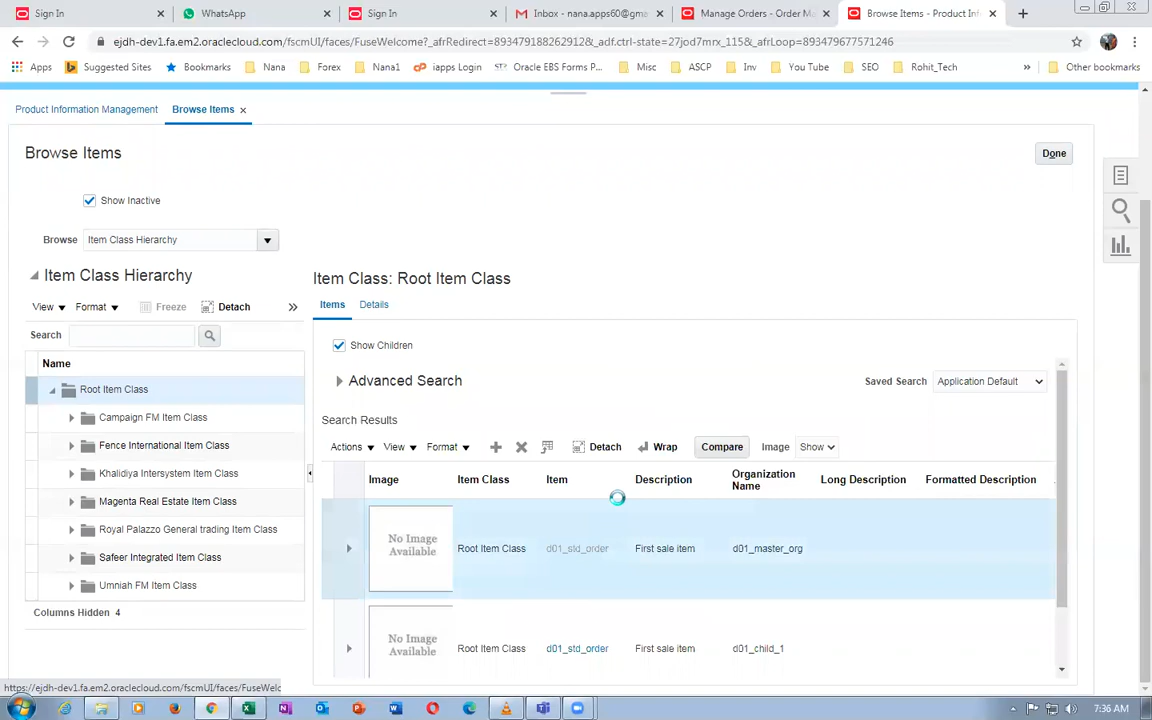 Sign In
WhatsApp
Sign In
Inbox - nana.apps60@gma
Manage Orders - Order Ma
Browse Items - Product Inf
ejdh-dev1.fa.em2.oraclecloud.com/fscmUI/faces/FuseWelcome?_afrRedirect=893479188262912&_adf.ctrl-state=27jod7mrx_115&_afrLoop=893479677571246
Apps
Suggested Sites
Bookmarks
Nana
Forex
Nana1
iapps Login
Oracle EBS Forms P...
Misc
ASCP
Inv
You Tube
SEO
Rohit_Tech
»
Other bookmarks
Product Information Management
Browse Items
Browse Items
Done
Show Inactive
Browse
Item Class Hierarchy
Item Class Hierarchy
View
Format
Freeze
Detach
»
Search
Name
Root Item Class
Campaign FM Item Class
Fence International Item Class
Khalidiya Intersystem Item Class
Magenta Real Estate Item Class
Royal Palazzo General trading Item Class
Safeer Integrated Item Class
Umniah FM Item Class
Columns Hidden 4
Item Class: Root Item Class
Items
Details
Show Children
Advanced Search
Saved Search
Application Default
Search Results
Actions
View
Format
Detach
Wrap
Compare
Image
Show
Image
Item Class
Item
Description
Organization Name
Long Description
Formatted Description
No Image Available
Root Item Class
d01_std_order
First sale item
d01_master_org
No Image Available
Root Item Class
d01_std_order
First sale item
d01_child_1
https://ejdh-dev1.fa.em2.oraclecloud.com/fscmUI/faces/FuseWelc
7:36 AM